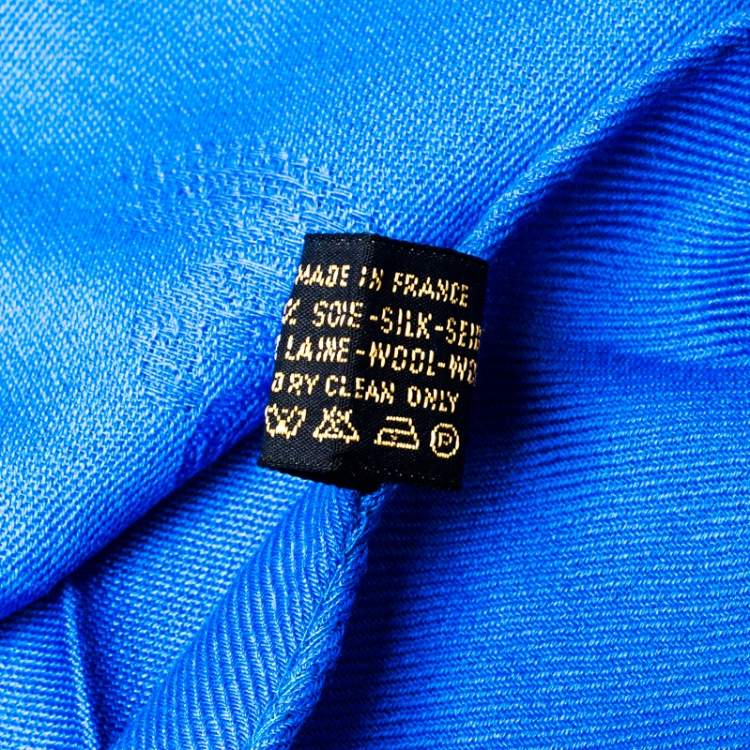 MADE IN FRANCE
% SOIE-SILK-SEI
LAINE-WOOL-WO
DRY CLEAN ONLY
P